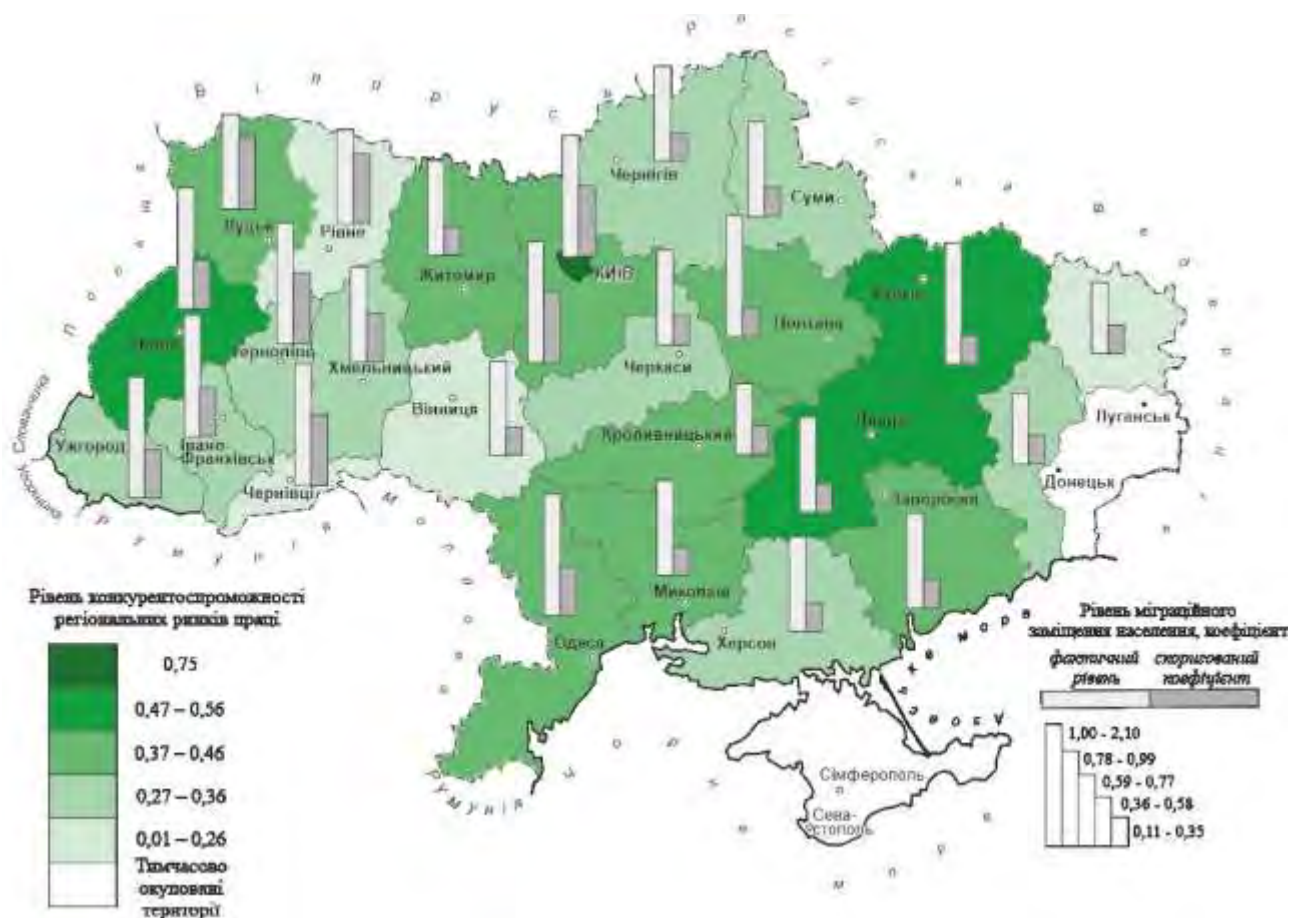 Чернігів
Суми
Луцьк
Рівне
Житомир
КИЇВ
Харків
Полтава
Львів
Тернопіль
Хмельницький
Черкаси
Вінниця
Луганськ
Ужгород
Івано-
Франківськ
Кропивницький
Дніпро
Донецьк
Чернівці
Запоріжжя
Миколаїв
Одеса
Херсон
Сімферополь
Сева-
стополь
Румунія
Словаччина
Рівень конкурентоспроможності
регіональних ринків праці
0,75
0,47 – 0,56
0,37 – 0,46
0,27 – 0,36
0,01 – 0,26
Тимчасово
окуповані
території
Рівень міграційного
заміщення населення, коефіцієнт
фактичний скоригований
рівень коефіцієнт
1,00 - 2,10
0,78 - 0,99
0,59 - 0,77
0,36 - 0,58
0,11 - 0,35